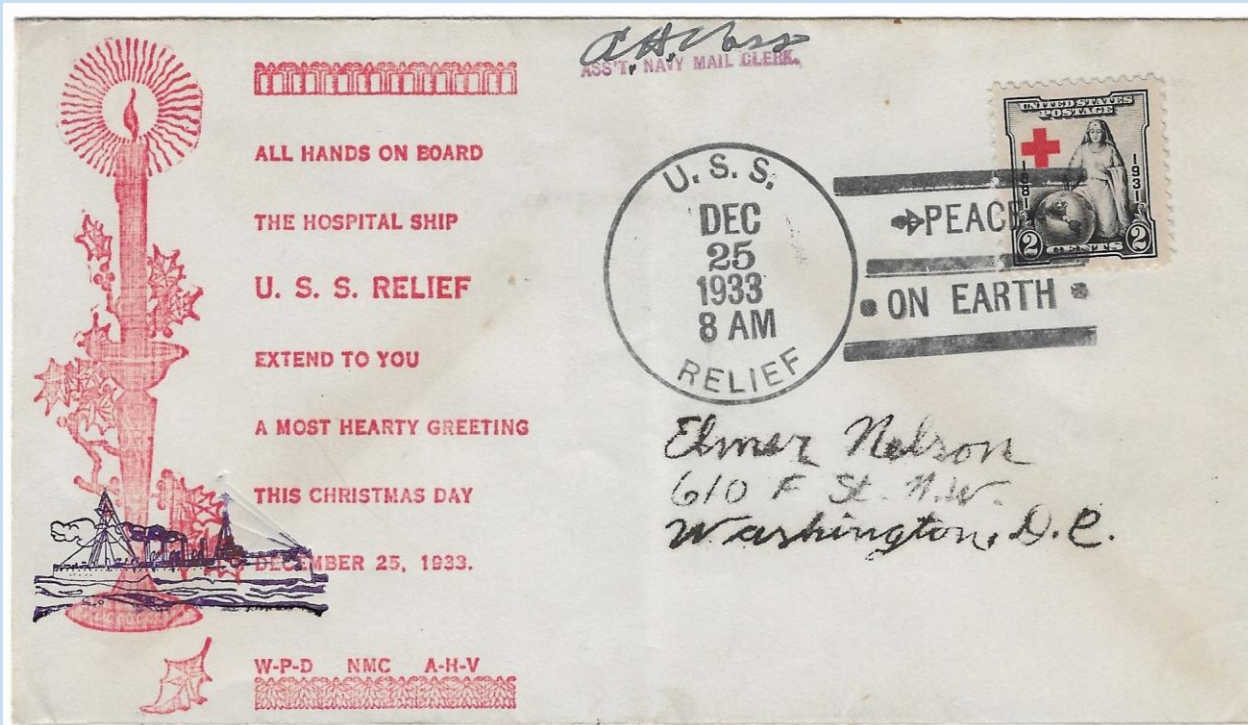 A.H. Voss
ASS'T. NAVY MAIL CLERK.
ALL HANDS ON BOARD
THE HOSPITAL SHIP
U. S. S. RELIEF
EXTEND TO YOU
A MOST HEARTY GREETING
THIS CHRISTMAS DAY
DECEMBER 25, 1933.
W-P-D NMC A-H-V
U.S.S.
DEC
25
1933
8 AM
RELIEF
PEACE
ON EARTH
UNITED STATES
POSTAGE
1881
1931
2 CENTS 2
Elmer Nelson
610 F St. N.W.
Washington, D.C.